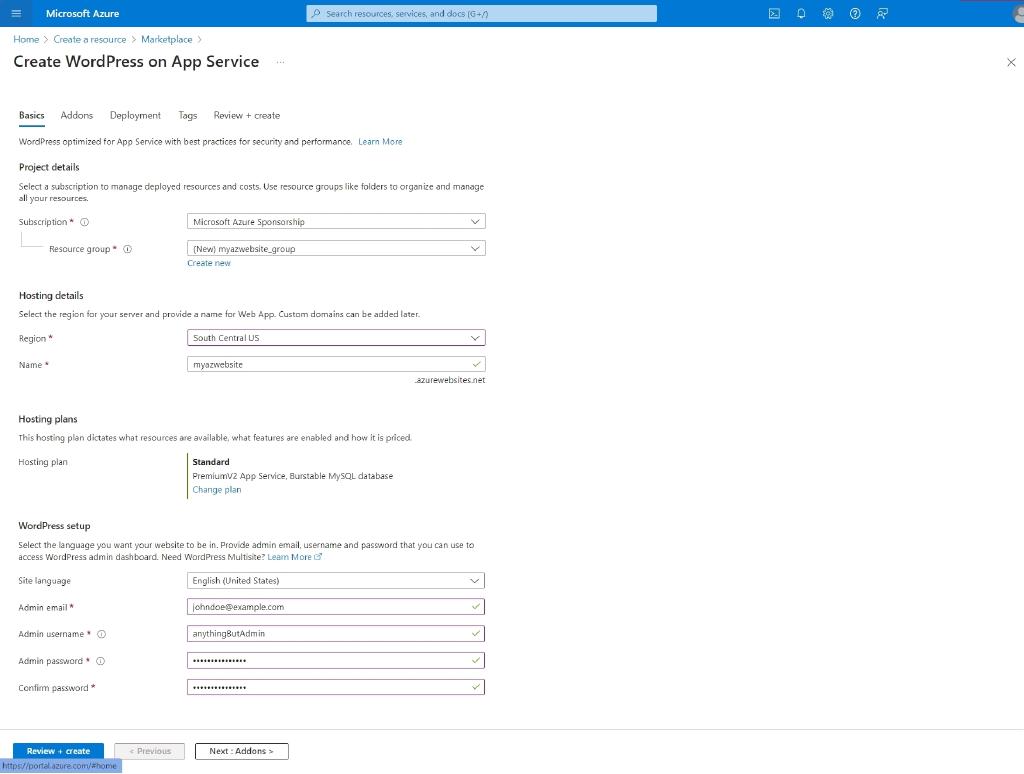 Microsoft Azure
Search resources, services, and docs (G+/)
Home > Create a resource > Marketplace >
Create WordPress on App Service ...
Basics Addons Deployment Tags Review + create
WordPress optimized for App Service with best practices for security and performance. Learn More
Project details
Select a subscription to manage deployed resources and costs. Use resource groups like folders to organize and manage
all your resources.
Subscription * Microsoft Azure Sponsorship
Resource group * (New) myazwebsite_group
Create new
Hosting details
Select the region for your server and provide a name for Web App. Custom domains can be added later.
Region * South Central US
Name * myazwebsite
.azurewebsites.net
Hosting plans
This hosting plan dictates what resources are available, what features are enabled and how it is priced.
Hosting plan Standard
PremiumV2 App Service, Burstable MySQL database
Change plan
WordPress setup
Select the language you want your website to be in. Provide admin email, username and password that you can use to
access WordPress admin dashboard. Need WordPress Multisite? Learn More
Site language English (United States)
Admin email * johndoe@example.com
Admin username * anythingButAdmin
Admin password * •••••••••••••••
Confirm password * •••••••••••••••
Review + create < Previous Next : Addons >
https://portal.azure.com/#home